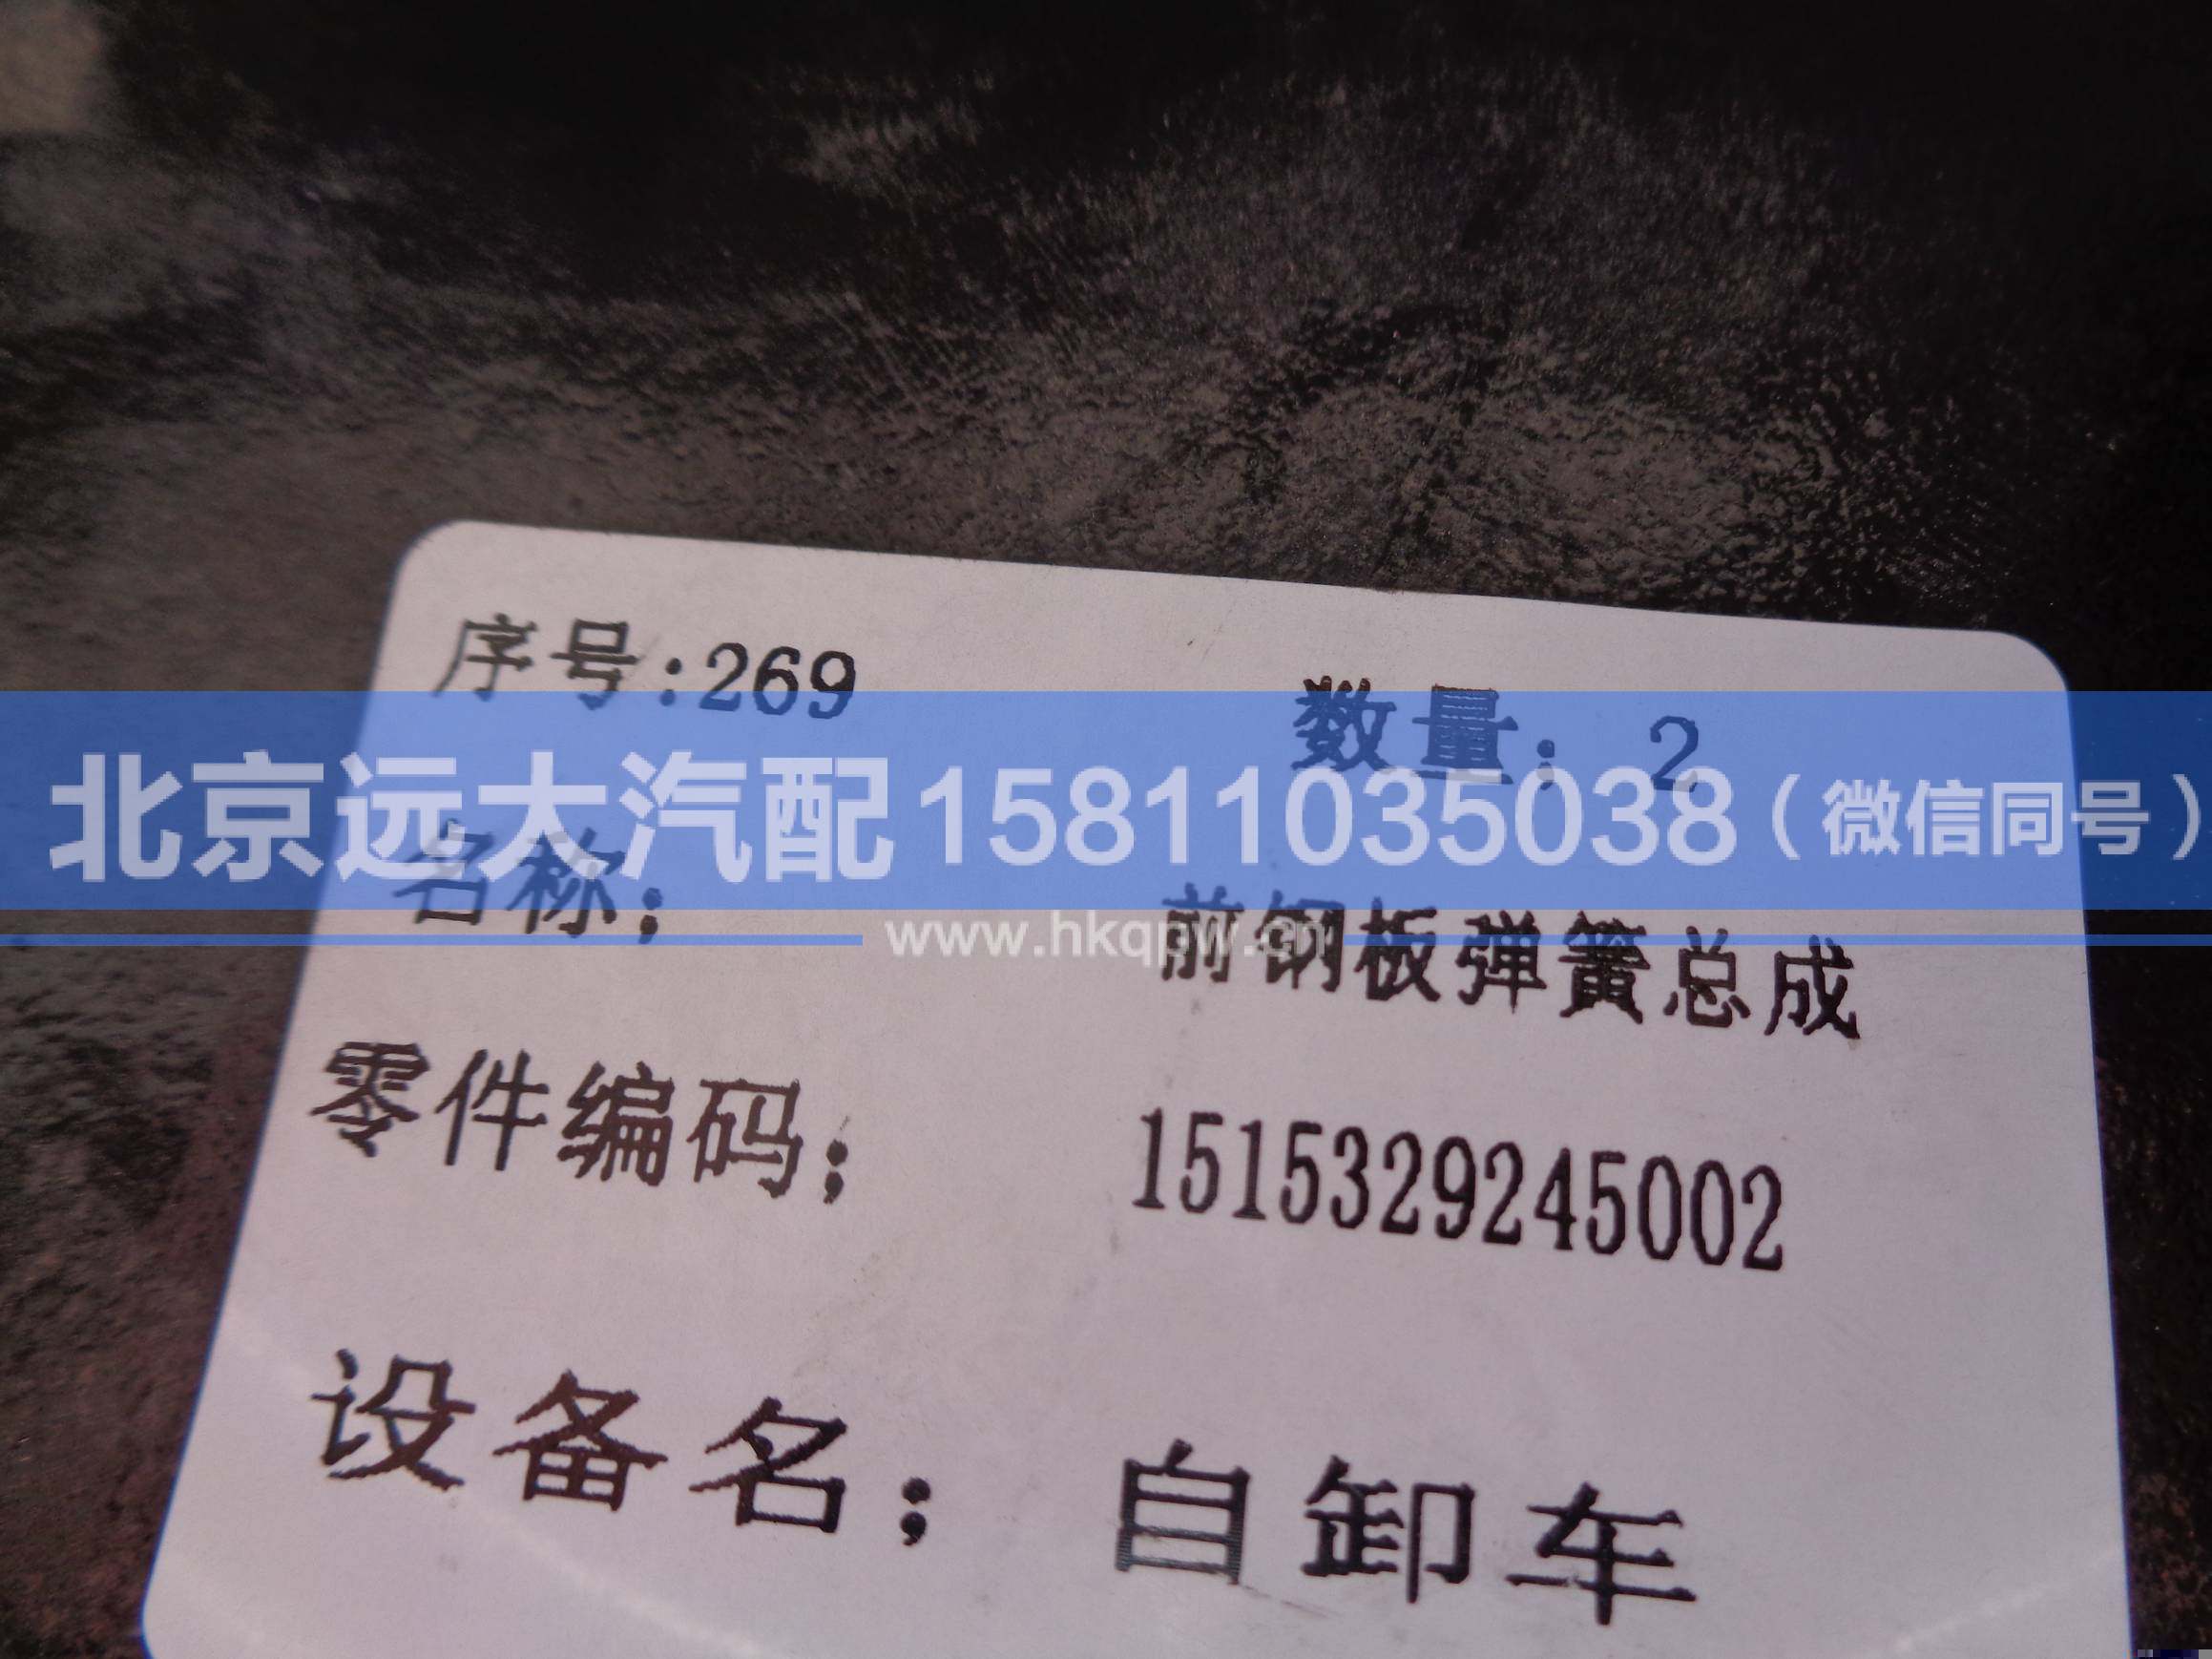 序号:269 数量: 2
北京远大汽配15811035038（微信同号）
名称: 前钢板弹簧总成
www.hkqpw.cn
零件编码: 1515329245002
设备名: 自卸车